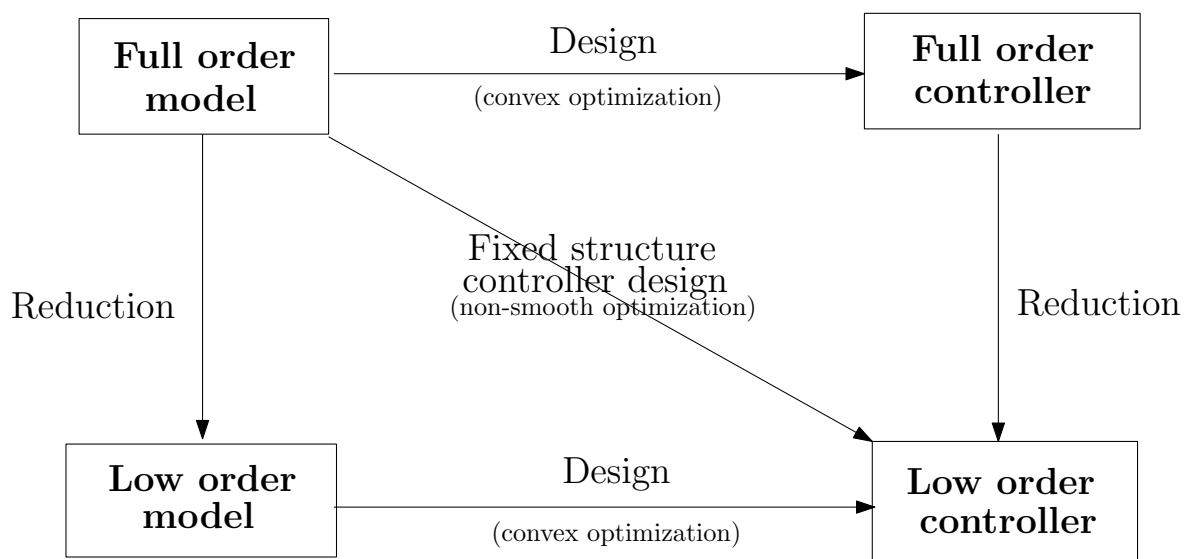 Full order
model
Design
(convex optimization)
Full order
controller
Fixed structure
controller design
(non-smooth optimization)
Reduction
Reduction
Low order
model
Design
(convex optimization)
Low order
controller